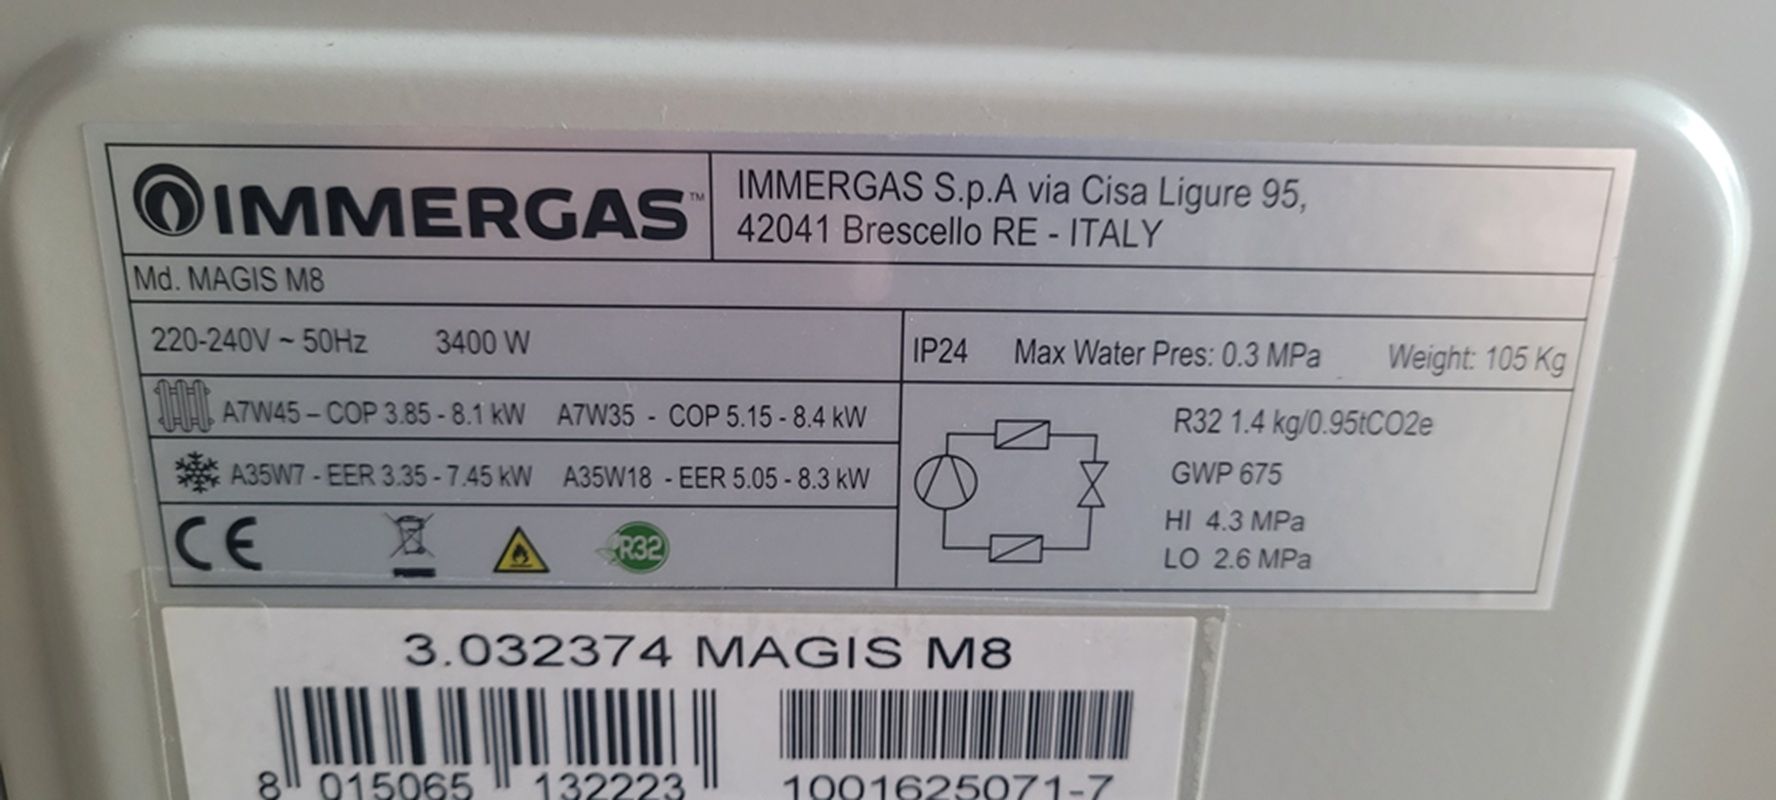 IMMERGAS™
IMMERGAS S.p.A via Cisa Ligure 95,
42041 Brescello RE - ITALY
Md. MAGIS M8
220-240V ~ 50Hz 3400 W
IP24 Max Water Pres: 0.3 MPa Weight: 105 Kg
A7W45 – COP 3.85 - 8.1 kW A7W35 - COP 5.15 - 8.4 kW
A35W7 - EER 3.35 - 7.45 kW A35W18 - EER 5.05 - 8.3 kW
CE
R32
R32 1.4 kg/0.95tCO2e
GWP 675
HI 4.3 MPa
LO 2.6 MPa
3.032374 MAGIS M8
8 015065 132223
1001625071-7